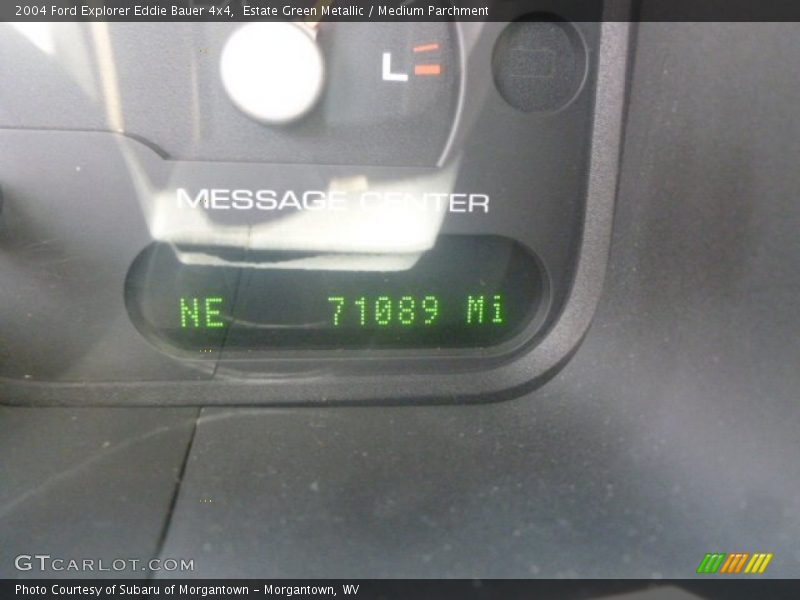 2004 Ford Explorer Eddie Bauer 4x4,  Estate Green Metallic / Medium Parchment
L
MESSAGE CENTER
NE 71089 Mi
GTCARLOT.COM
Photo Courtesy of Subaru of Morgantown - Morgantown, WV